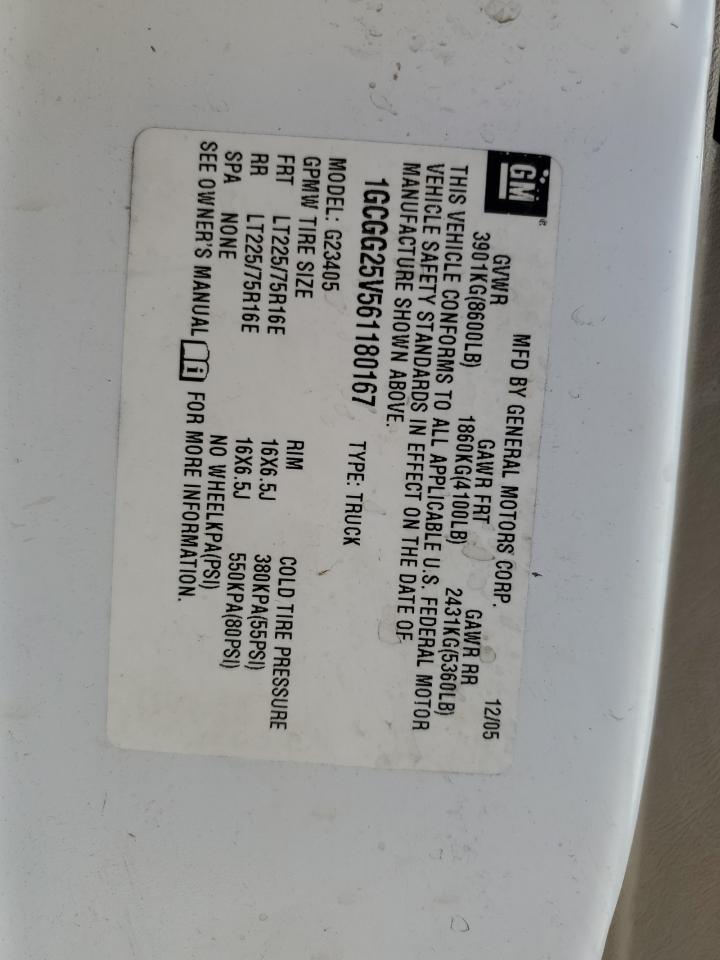 GM
MFD BY GENERAL MOTORS CORP. 12/05
GVWR GAWR FRT GAWR RR
3901KG(8600LB) 1860KG(4100LB) 2431KG(5360LB)
THIS VEHICLE CONFORMS TO ALL APPLICABLE U.S. FEDERAL MOTOR
VEHICLE SAFETY STANDARDS IN EFFECT ON THE DATE OF
MANUFACTURE SHOWN ABOVE.
1GCGG25V561180167 TYPE: TRUCK
MODEL: G23405
GPMW TIRE SIZE RIM COLD TIRE PRESSURE
FRT LT225/75R16E 16X6.5J 380KPA(55PSI)
RR LT225/75R16E 16X6.5J 550KPA(80PSI)
SPA NONE NO WHEELKPA(PSI)
SEE OWNER'S MANUAL FOR MORE INFORMATION.